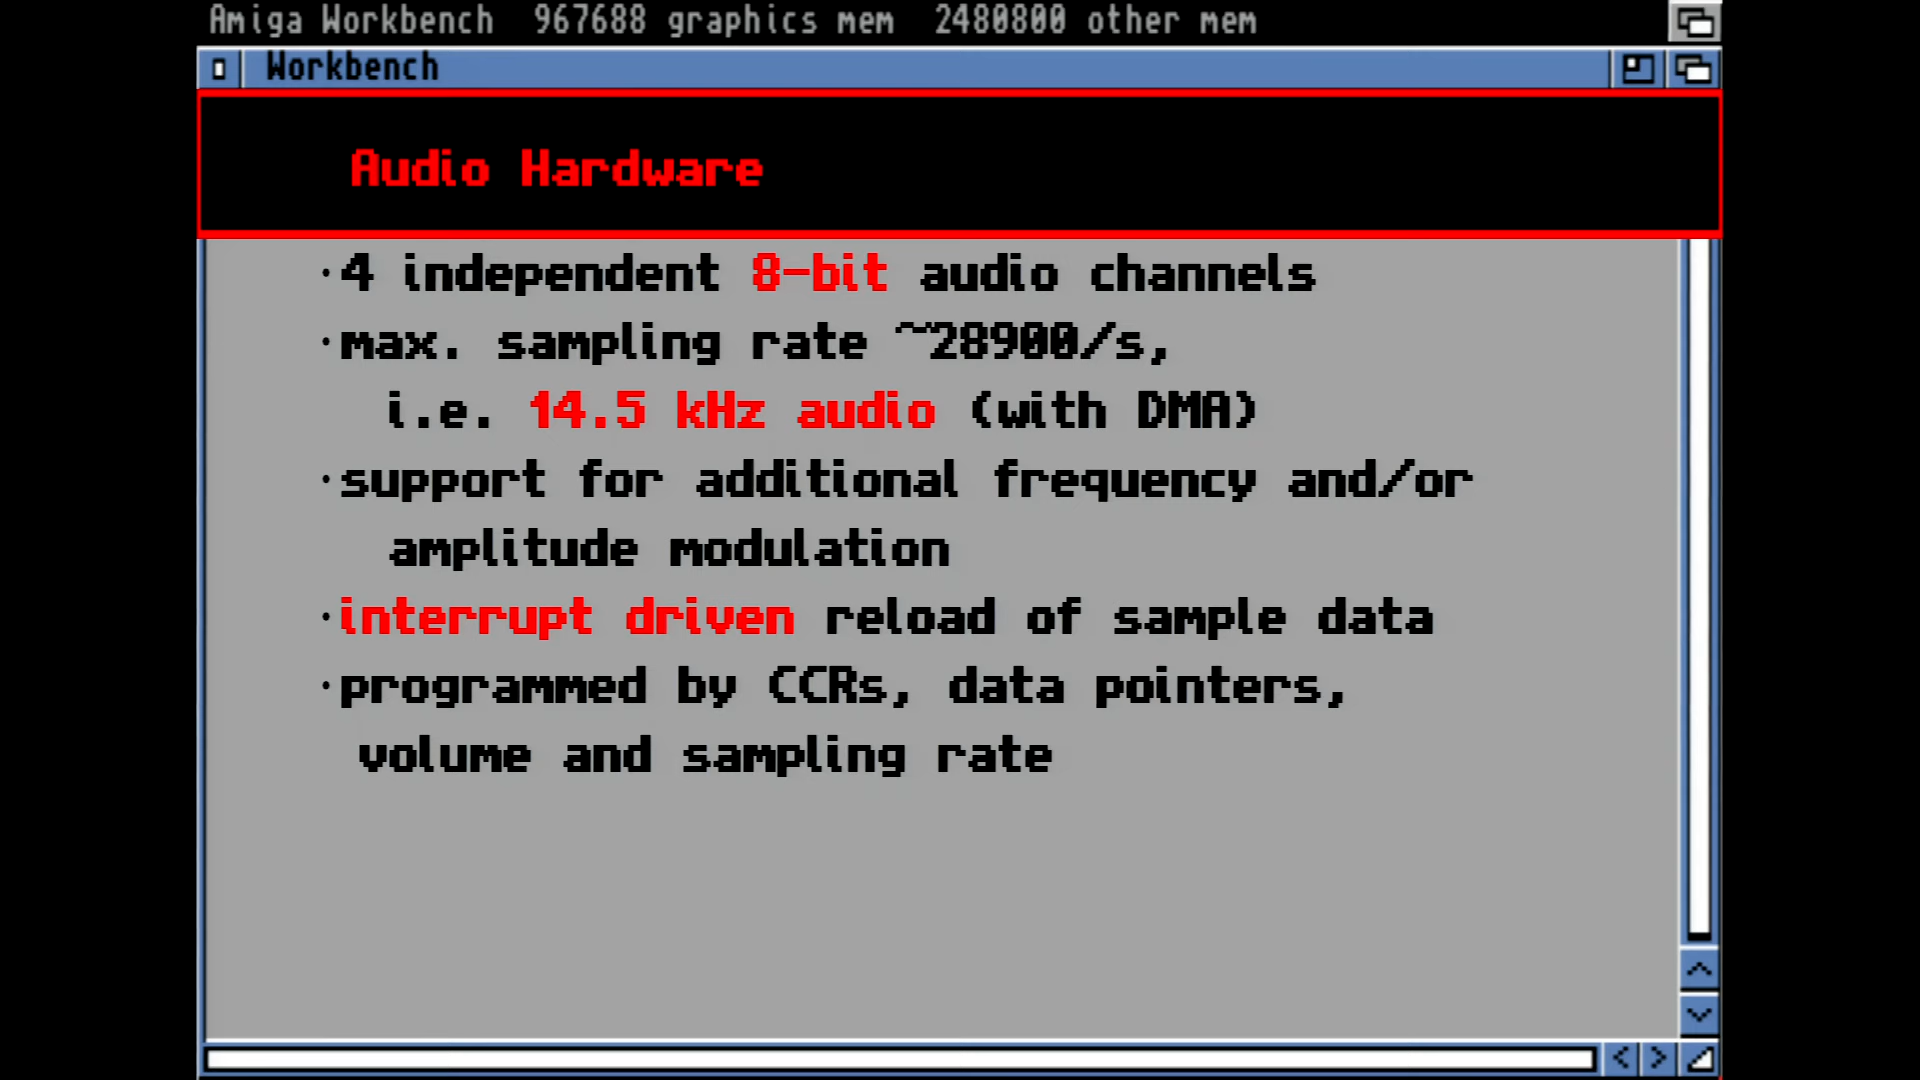 Amiga Workbench 967688 graphics mem 2480800 other mem
Workbench
Audio Hardware
·4 independent 8-bit audio channels
·max. sampling rate ~28900/s,
i.e. 14.5 kHz audio (with DMA)
·support for additional frequency and/or
amplitude modulation
·interrupt driven reload of sample data
·programmed by CCRs, data pointers,
volume and sampling rate